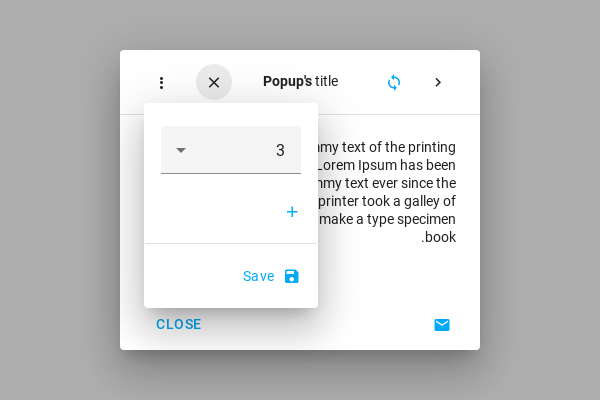 Popup's title
3
my text of the printing
Lorem Ipsum has been
my text ever since the
printer took a galley of
make a type specimen
.book
Save
CLOSE